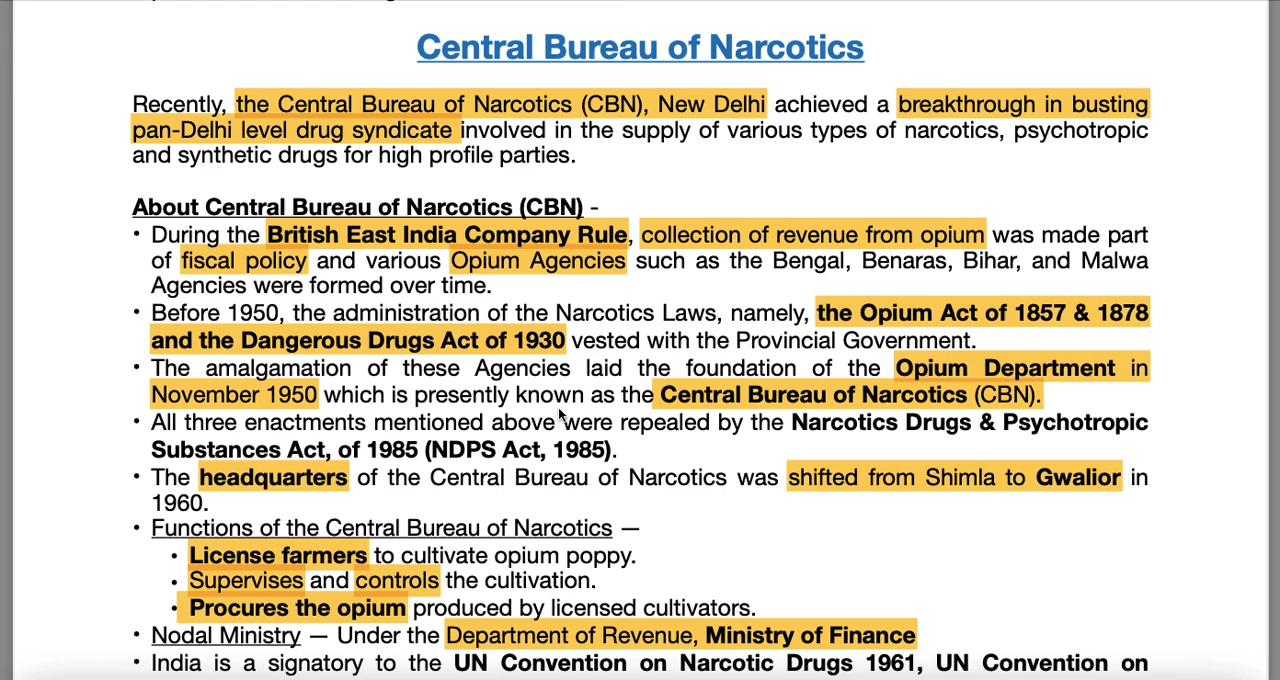 Central Bureau of Narcotics
Recently, the Central Bureau of Narcotics (CBN), New Delhi achieved a breakthrough in busting
pan-Delhi level drug syndicate involved in the supply of various types of narcotics, psychotropic
and synthetic drugs for high profile parties.
About Central Bureau of Narcotics (CBN) -
• During the British East India Company Rule, collection of revenue from opium was made part
of fiscal policy and various Opium Agencies such as the Bengal, Benaras, Bihar, and Malwa
Agencies were formed over time.
• Before 1950, the administration of the Narcotics Laws, namely, the Opium Act of 1857 & 1878
and the Dangerous Drugs Act of 1930 vested with the Provincial Government.
• The amalgamation of these Agencies laid the foundation of the Opium Department in
November 1950 which is presently known as the Central Bureau of Narcotics (CBN).
• All three enactments mentioned above were repealed by the Narcotics Drugs & Psychotropic
Substances Act, of 1985 (NDPS Act, 1985).
• The headquarters of the Central Bureau of Narcotics was shifted from Shimla to Gwalior in
1960.
• Functions of the Central Bureau of Narcotics —
• License farmers to cultivate opium poppy.
• Supervises and controls the cultivation.
• Procures the opium produced by licensed cultivators.
• Nodal Ministry — Under the Department of Revenue, Ministry of Finance
• India is a signatory to the UN Convention on Narcotic Drugs 1961, UN Convention on